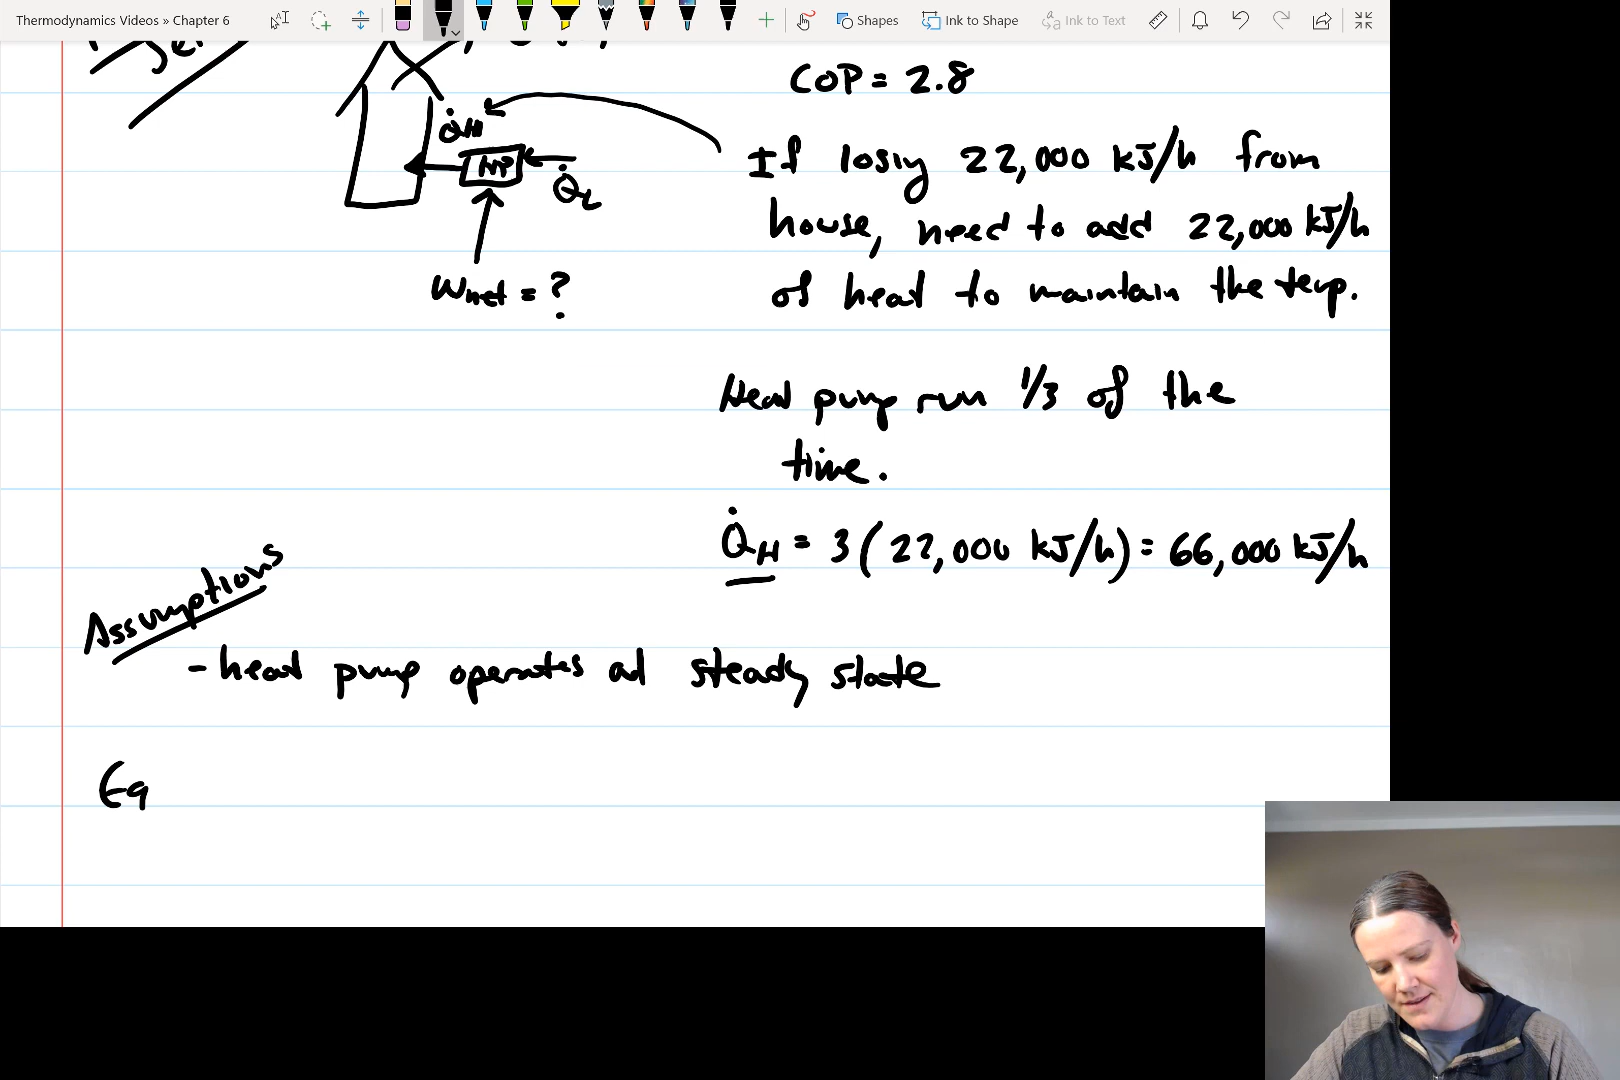 Thermodynamics Videos » Chapter 6
Shapes
Ink to Shape
Ink to Text
COP = 2.8
Q̇H
HP
Q̇L
Wnet = ?
If losing 22,000 kJ/h from
house, need to add 22,000 kJ/h
of heat to maintain the temp.
Heat pump run 1/3 of the
time.
Q̇H = 3 (22,000 kJ/h) = 66,000 kJ/h
Assumptions
- heat pump operates at steady state
Eq